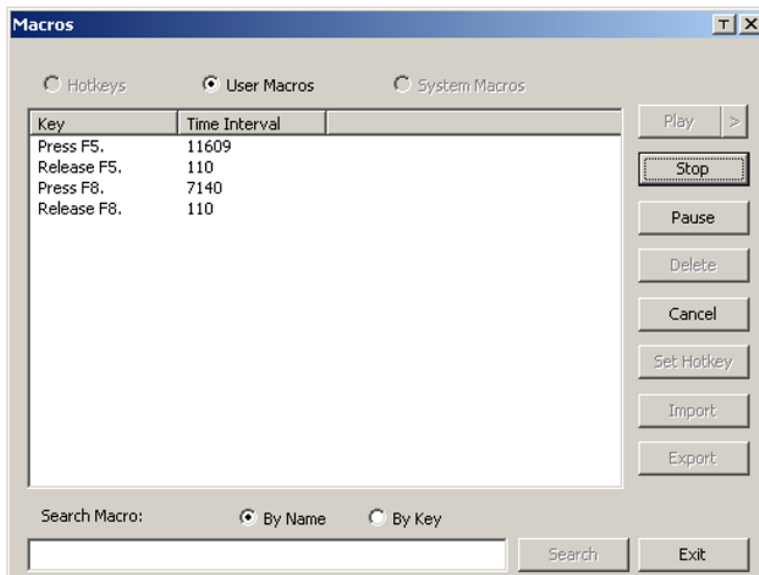 Macros
Hotkeys User Macros System Macros
Key Time Interval
Play >
Press F5. 11609
Release F5. 110
Stop
Press F8. 7140
Release F8. 110
Pause
Delete
Cancel
Set Hotkey
Import
Export
Search Macro: By Name By Key
Search Exit